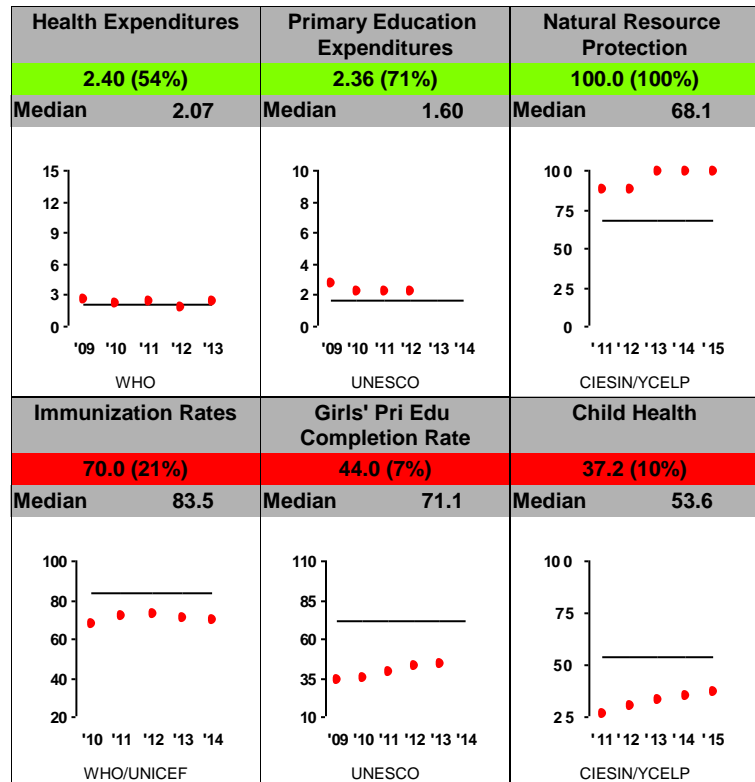 Health Expenditures
2.40 (54%)
Median 2.07
15
12
9
6
3
0
'09 '10 '11 '12 '13
WHO
Primary Education
Expenditures
2.36 (71%)
Median 1.60
10
8
6
4
2
0
'09 '10 '11 '12 '13 '14
UNESCO
Natural Resource
Protection
100.0 (100%)
Median 68.1
100
75
50
25
0
'11 '12 '13 '14 '15
CIESIN/YCELP
Immunization Rates
70.0 (21%)
Median 83.5
100
80
60
40
20
'10 '11 '12 '13 '14
WHO/UNICEF
Girls' Pri Edu
Completion Rate
44.0 (7%)
Median 71.1
110
85
60
35
10
'09 '10 '11 '12 '13 '14
UNESCO
Child Health
37.2 (10%)
Median 53.6
100
75
50
25
'11 '12 '13 '14 '15
CIESIN/YCELP